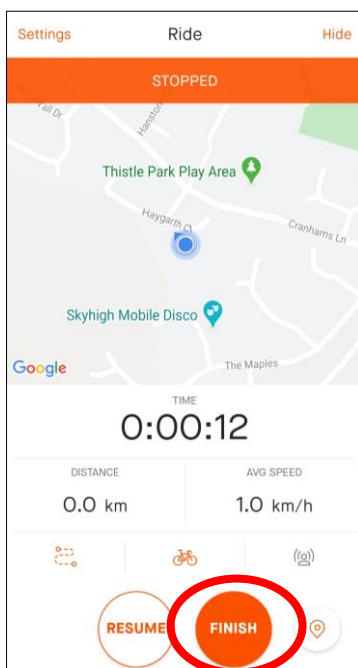 Settings Ride Hide
STOPPED
Hanston
Thistle Park Play Area
Haygarth Cl
Cranhams Ln
Skyhigh Mobile Disco
The Maples
Google
TIME
0:00:12
DISTANCE AVG SPEED
0.0 km 1.0 km/h
RESUME FINISH